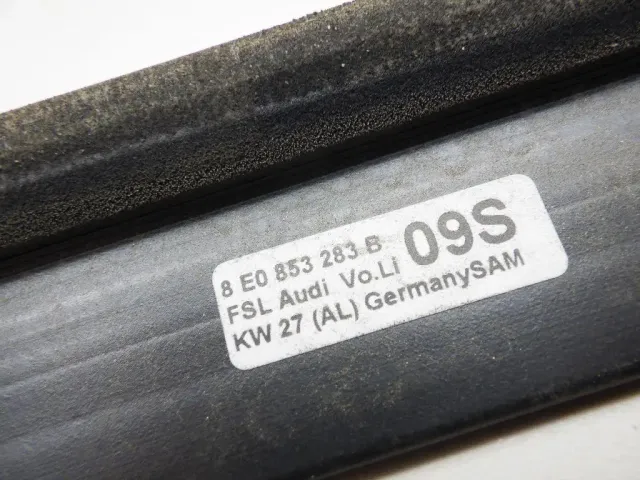 8 E0 853 283 B 09S
FSL Audi Vo.Li
KW 27 (AL) GermanySAM